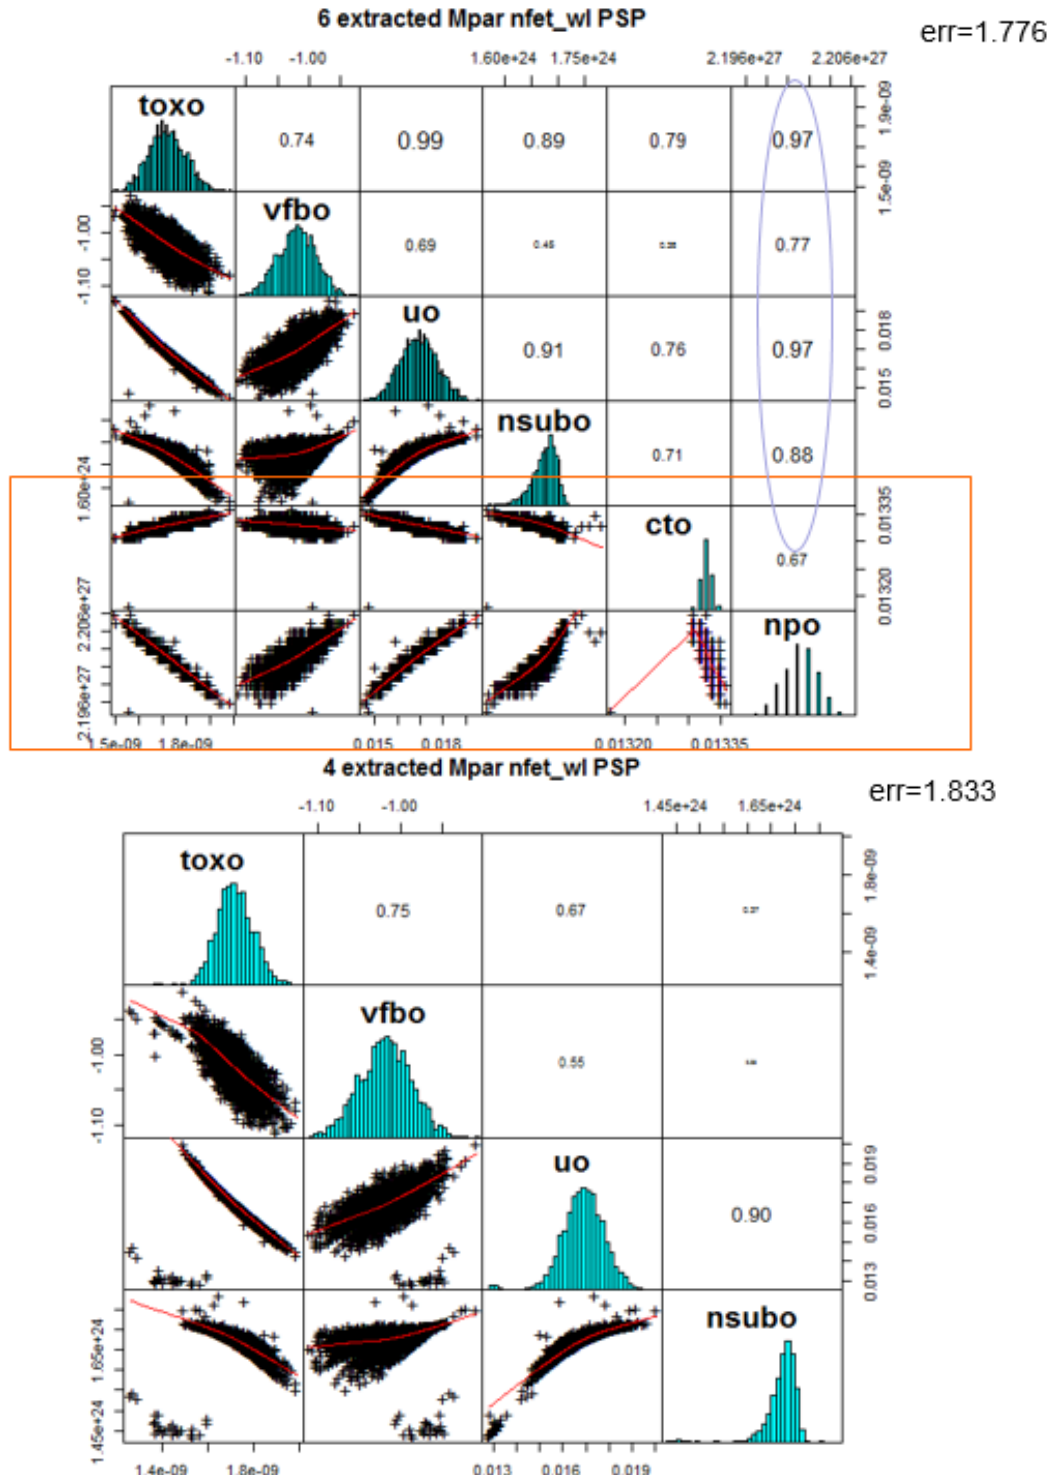 6 extracted Mpar nfet_wl PSP
err=1.776
-1.10 -1.00 1.60e+24 1.75e+24 2.196e+27 2.206e+27
toxo 0.74 0.99 0.89 0.79 0.97
1.5e-09 1.9e-09
vfbo 0.69 0.45 0.77
-1.10 -1.00
uo 0.91 0.76 0.97
0.015 0.018
nsubo 0.71 0.88
1.60e+24
cto 0.67
0.01320 0.01335
npo
2.196e+27 2.206e+27
1.5e-09 1.8e-09 0.015 0.018 0.01320 0.01335
4 extracted Mpar nfet_wl PSP
err=1.833
-1.10 -1.00 1.45e+24 1.65e+24
toxo 0.75 0.67
1.4e-09 1.8e-09
vfbo 0.55
-1.10 -1.00
uo 0.90
0.013 0.016 0.019
nsubo
1.45e+24 1.65e+24
1.4e-09 1.8e-09 0.013 0.016 0.019